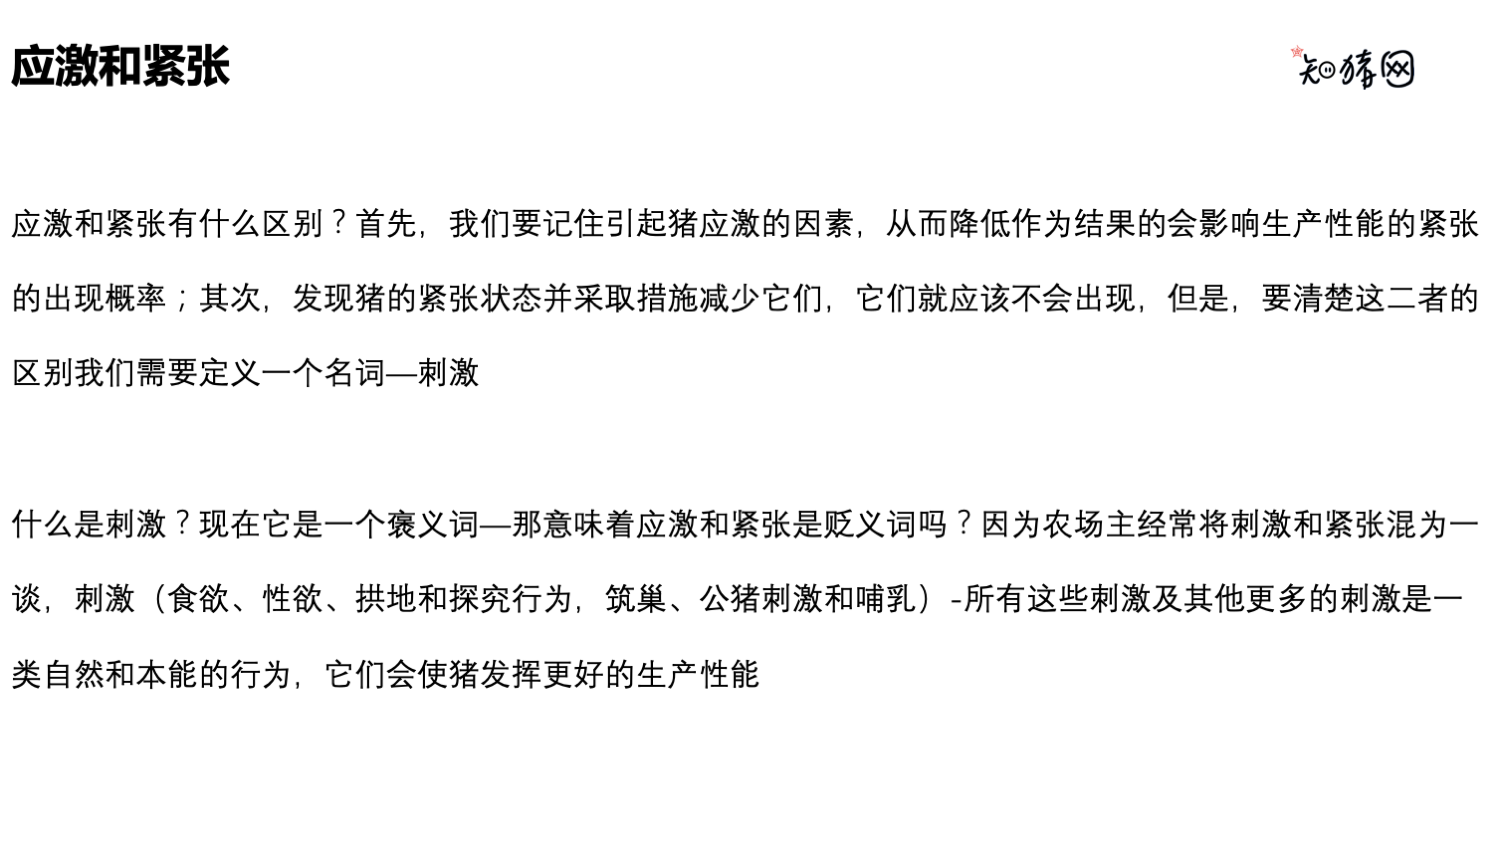 应激和紧张
知猪网
应激和紧张有什么区别？首先，我们要记住引起猪应激的因素，从而降低作为结果的会影响生产性能的紧张
的出现概率；其次，发现猪的紧张状态并采取措施减少它们，它们就应该不会出现，但是，要清楚这二者的
区别我们需要定义一个名词—刺激
什么是刺激？现在它是一个褒义词—那意味着应激和紧张是贬义词吗？因为农场主经常将刺激和紧张混为一
谈，刺激（食欲、性欲、拱地和探究行为，筑巢、公猪刺激和哺乳）-所有这些刺激及其他更多的刺激是一
类自然和本能的行为，它们会使猪发挥更好的生产性能